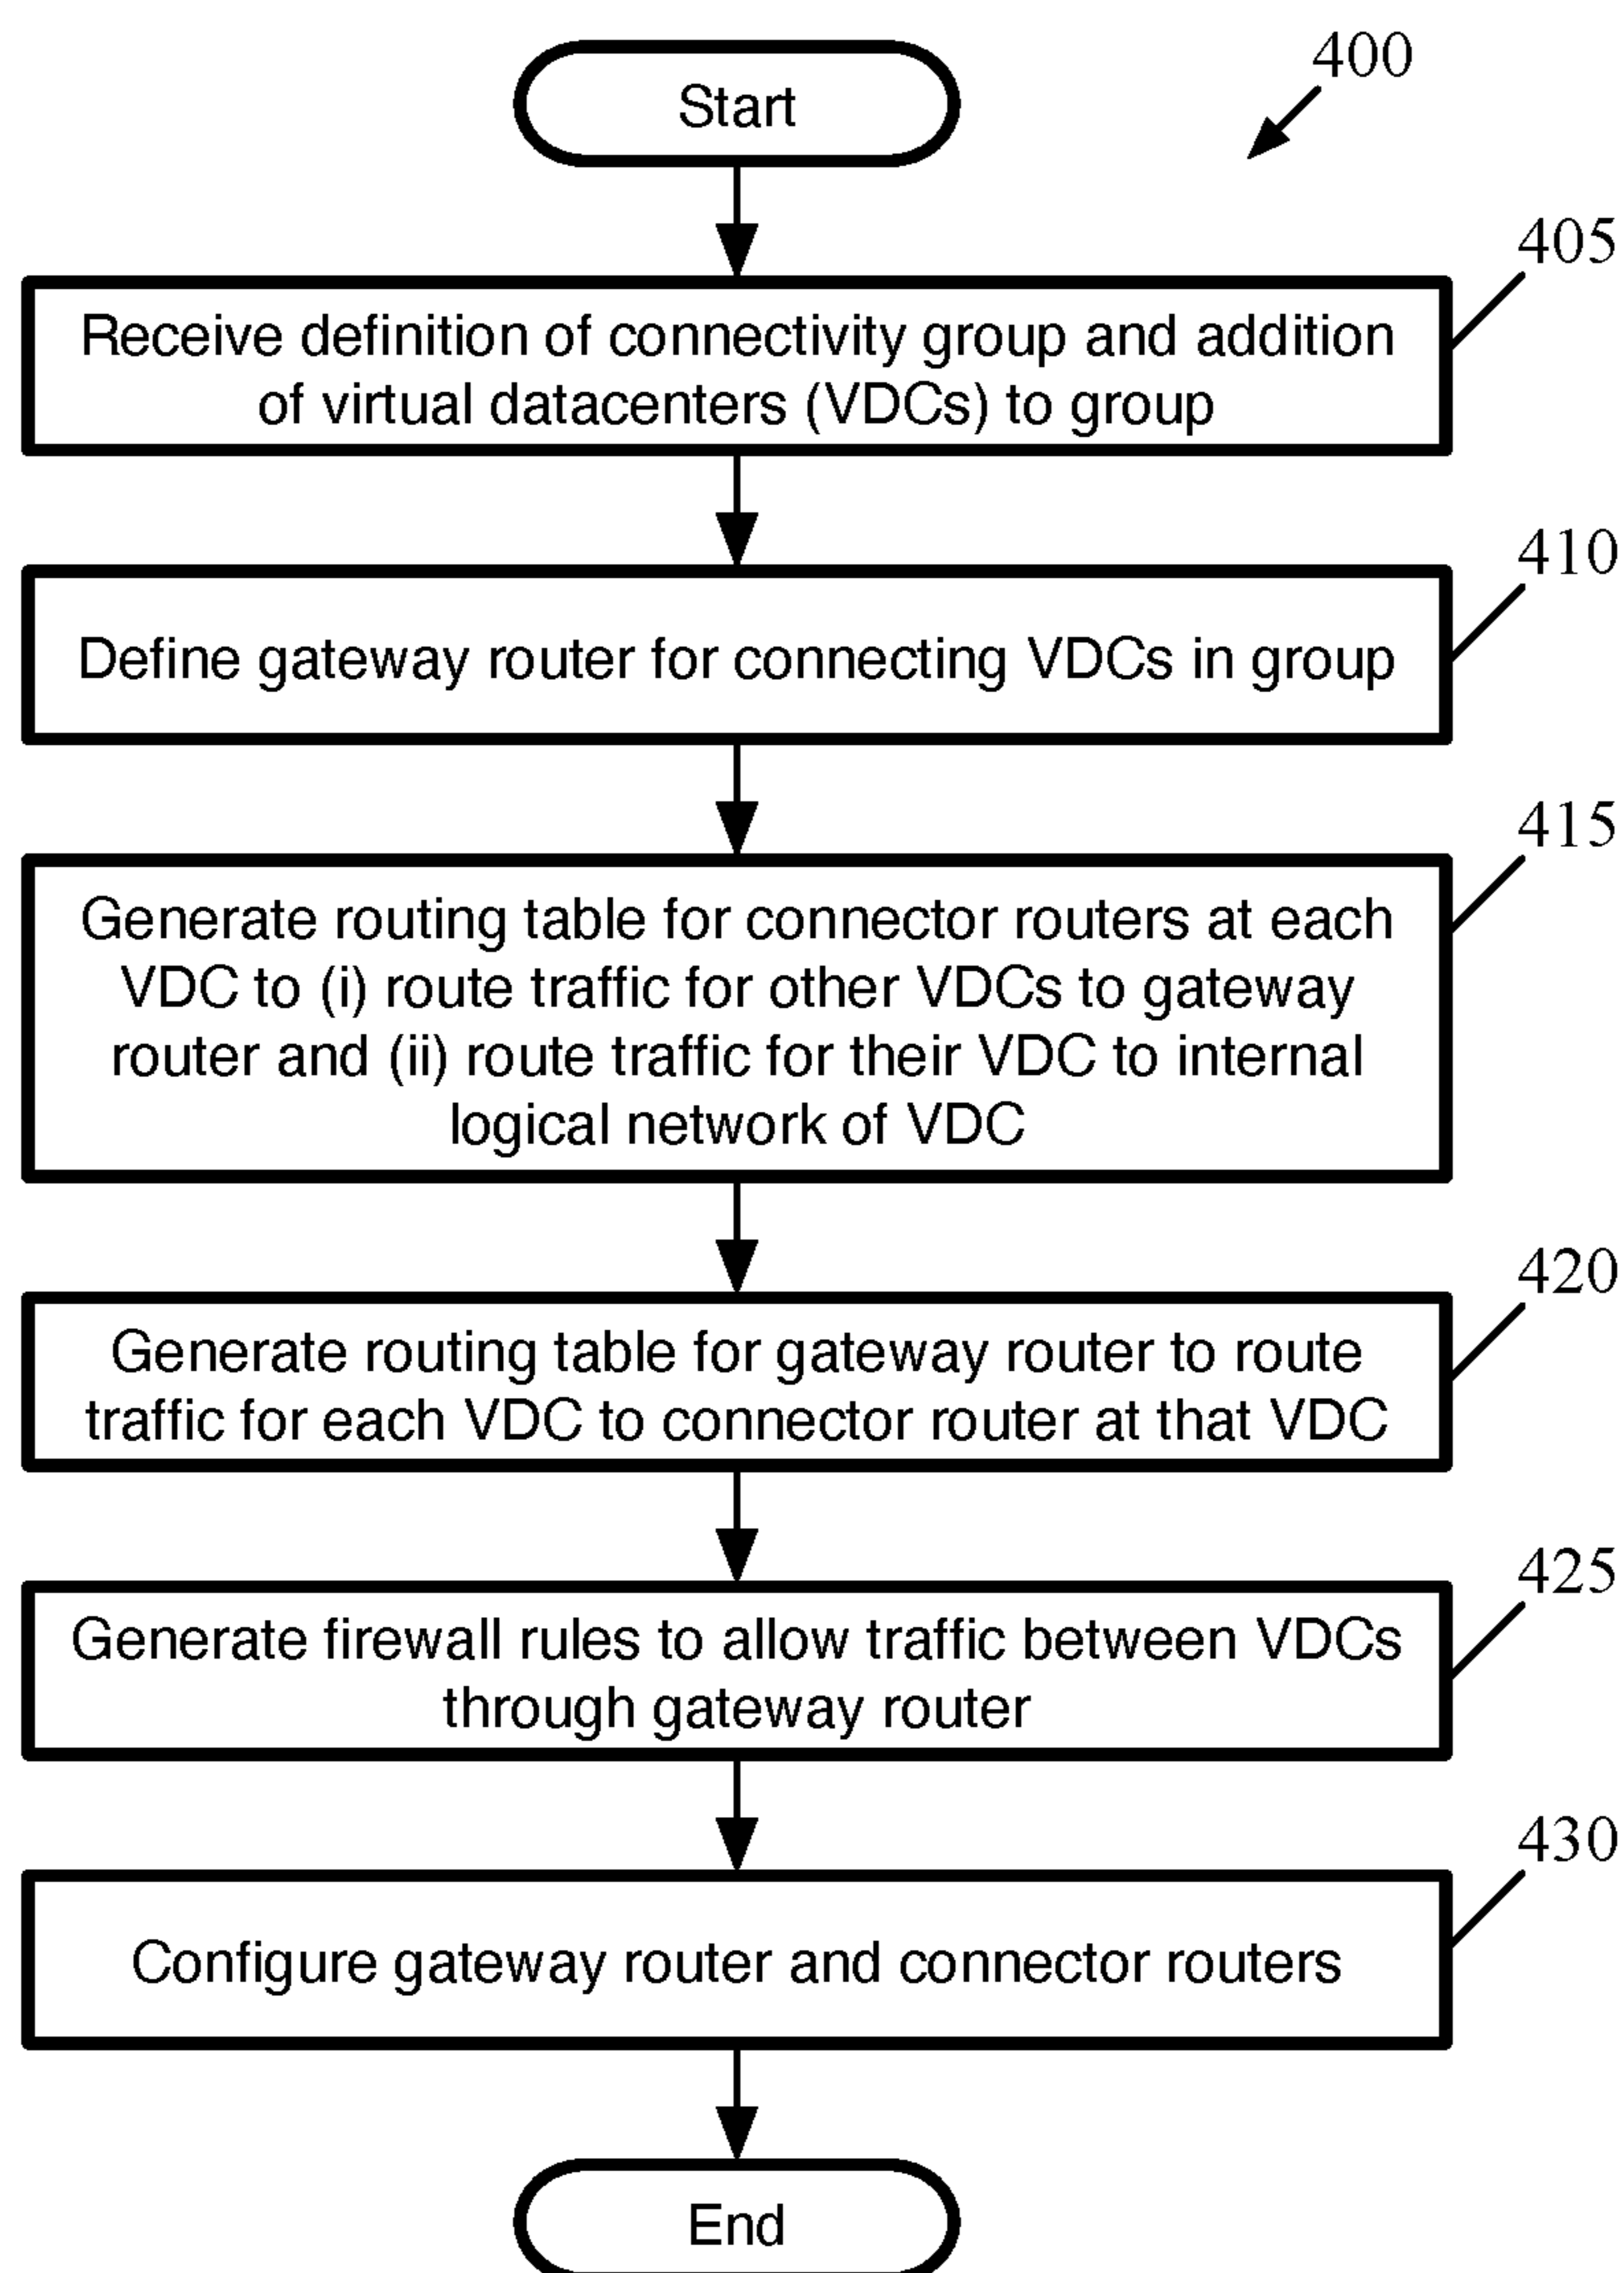 Start
400
405
Receive definition of connectivity group and addition
of virtual datacenters (VDCs) to group
410
Define gateway router for connecting VDCs in group
415
Generate routing table for connector routers at each
VDC to (i) route traffic for other VDCs to gateway
router and (ii) route traffic for their VDC to internal
logical network of VDC
420
Generate routing table for gateway router to route
traffic for each VDC to connector router at that VDC
425
Generate firewall rules to allow traffic between VDCs
through gateway router
430
Configure gateway router and connector routers
End